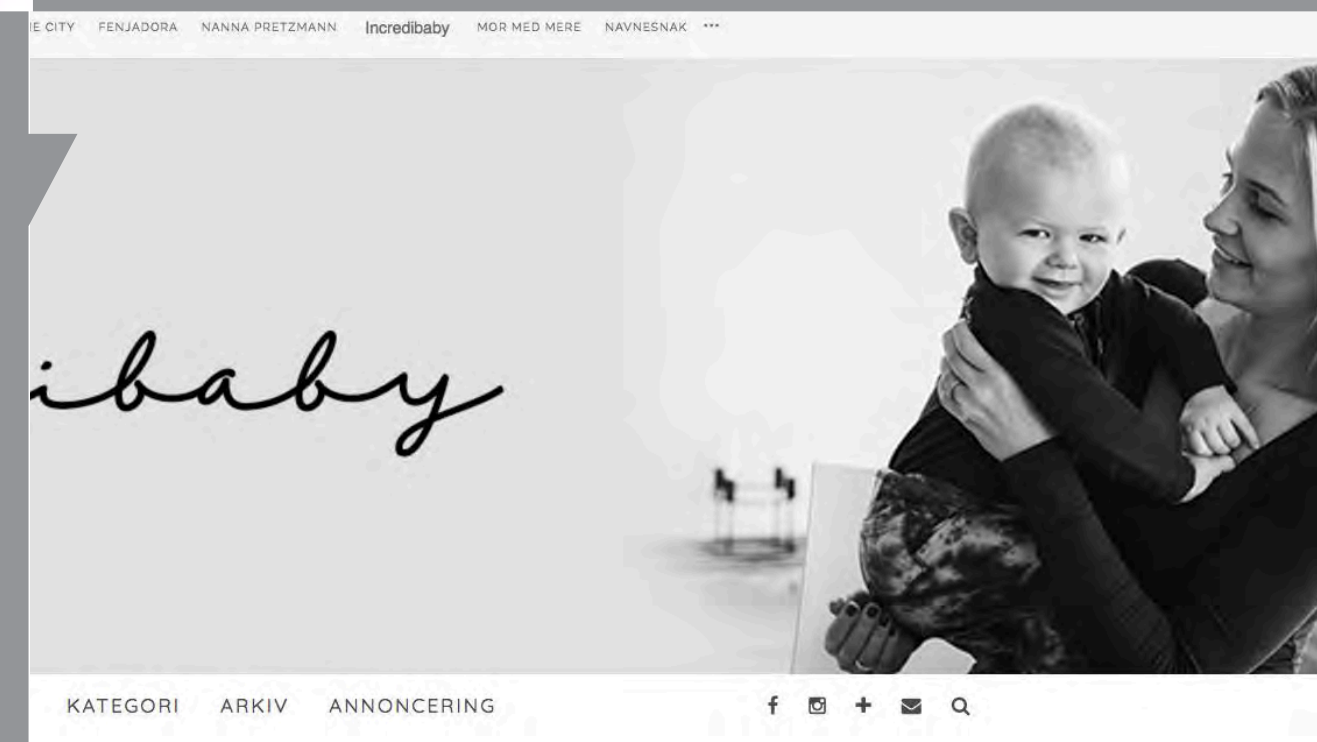 CITY FENJADORA NANNA PRETZMANN Incredibaby MOR MED MERE NAVNESNAK •••
ibaby
KATEGORI ARKIV ANNONCERING